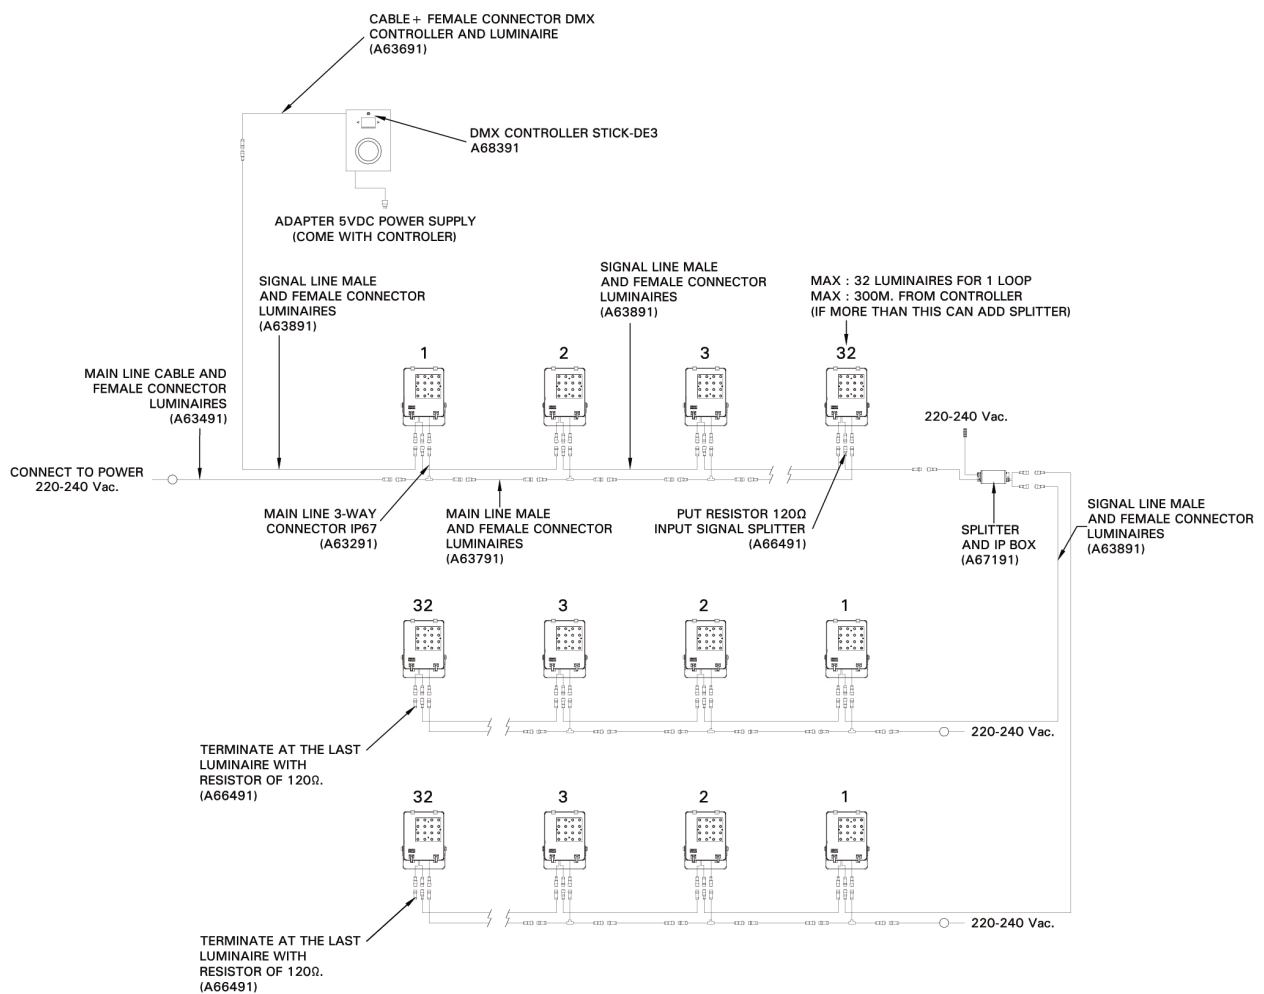 CABLE+ FEMALE CONNECTOR DMX
CONTROLLER AND LUMINAIRE
(A63691)
DMX CONTROLLER STICK-DE3
A68391
ADAPTER 5VDC POWER SUPPLY
(COME WITH CONTROLER)
SIGNAL LINE MALE
AND FEMALE CONNECTOR
LUMINAIRES
(A63891)
SIGNAL LINE MALE
AND FEMALE CONNECTOR
LUMINAIRES
(A63891)
MAX : 32 LUMINAIRES FOR 1 LOOP
MAX : 300M. FROM CONTROLLER
(IF MORE THAN THIS CAN ADD SPLITTER)
1
2
3
32
MAIN LINE CABLE AND
FEMALE CONNECTOR
LUMINAIRES
(A63491)
220-240 Vac.
CONNECT TO POWER
220-240 Vac.
MAIN LINE 3-WAY
CONNECTOR IP67
(A63291)
MAIN LINE MALE
AND FEMALE CONNECTOR
LUMINAIRES
(A63791)
PUT RESISTOR 120Ω
INPUT SIGNAL SPLITTER
(A66491)
SPLITTER
AND IP BOX
(A67191)
SIGNAL LINE MALE
AND FEMALE CONNECTOR
LUMINAIRES
(A63891)
32
3
2
1
TERMINATE AT THE LAST
LUMINAIRE WITH
RESISTOR OF 120Ω.
(A66491)
220-240 Vac.
32
3
2
1
TERMINATE AT THE LAST
LUMINAIRE WITH
RESISTOR OF 120Ω.
(A66491)
220-240 Vac.